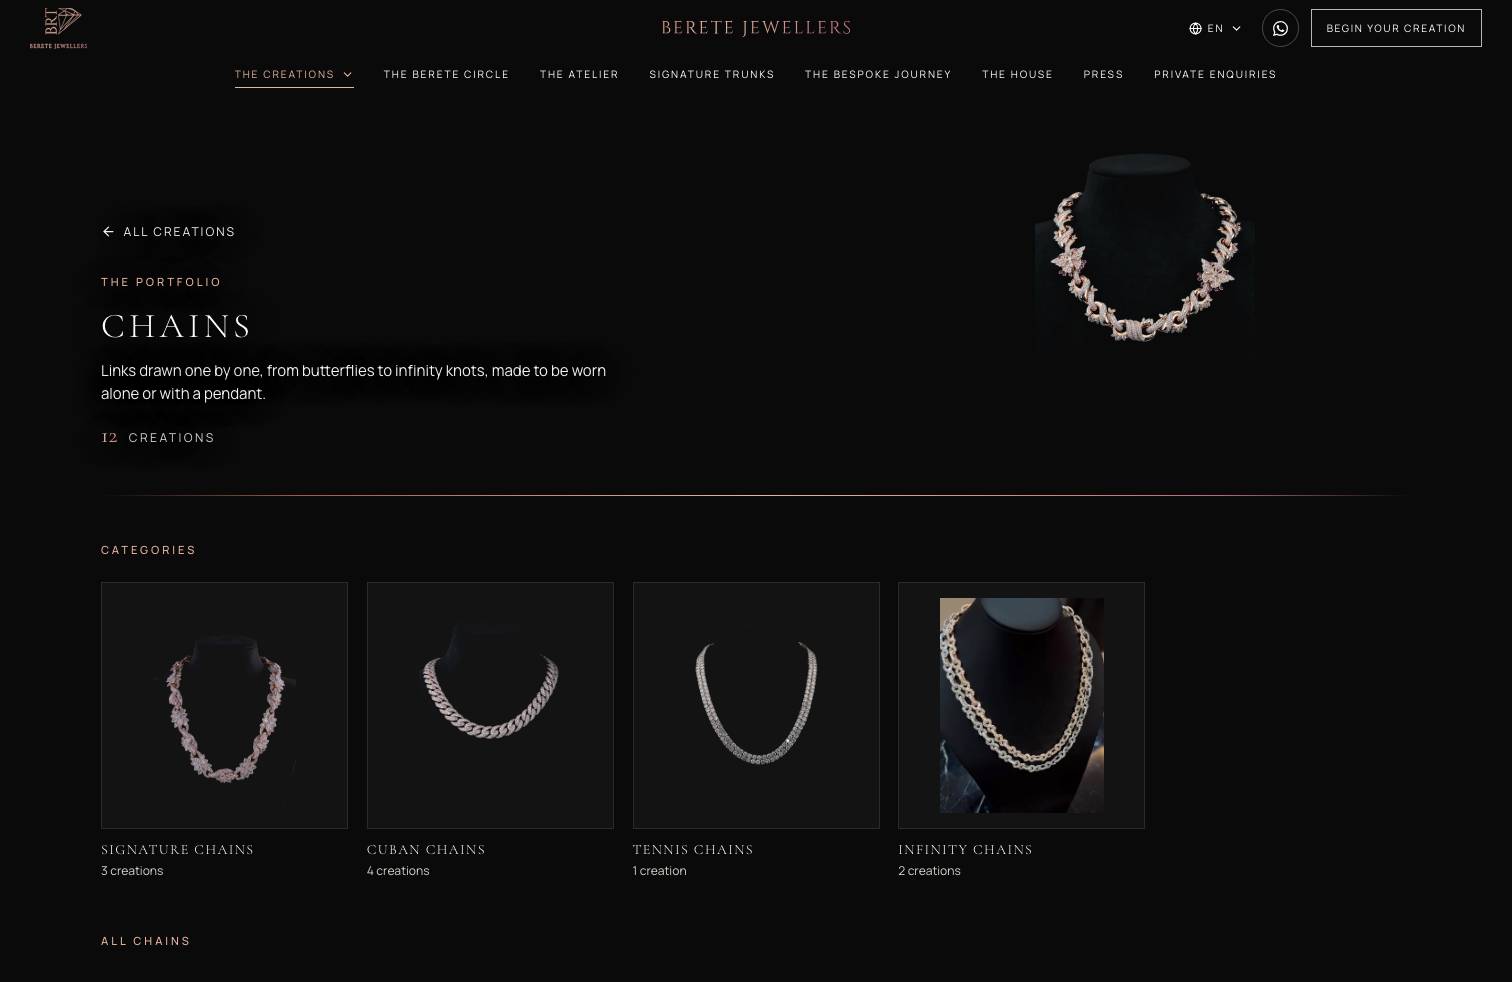 BRT
BERETE JEWELLERS
BERETE JEWELLERS
EN
BEGIN YOUR CREATION
THE CREATIONS
THE BERETE CIRCLE
THE ATELIER
SIGNATURE TRUNKS
THE BESPOKE JOURNEY
THE HOUSE
PRESS
PRIVATE ENQUIRIES
ALL CREATIONS
THE PORTFOLIO
CHAINS
Links drawn one by one, from butterflies to infinity knots, made to be worn
alone or with a pendant.
12 CREATIONS
CATEGORIES
SIGNATURE CHAINS
3 creations
CUBAN CHAINS
4 creations
TENNIS CHAINS
1 creation
INFINITY CHAINS
2 creations
ALL CHAINS